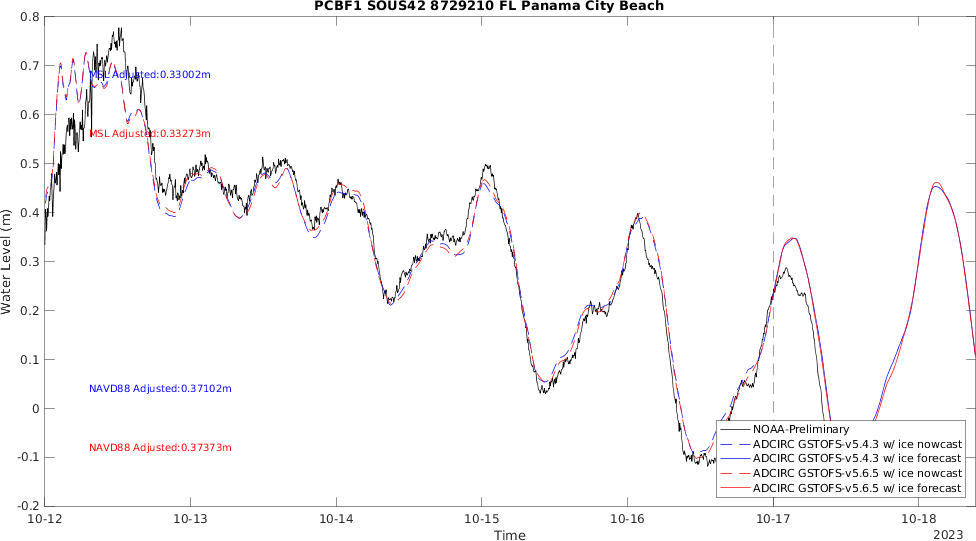 PCBF1 SOUS42 8729210 FL Panama City Beach
0.8
0.7
0.6
0.5
0.4
0.3
0.2
0.1
0
-0.1
-0.2
Water Level (m)
MSL Adjusted:0.33002m
MSL Adjusted:0.33273m
NAVD88 Adjusted:0.37102m
NAVD88 Adjusted:0.37373m
NOAA-Preliminary
ADCIRC GSTOFS-v5.4.3 w/ ice nowcast
ADCIRC GSTOFS-v5.4.3 w/ ice forecast
ADCIRC GSTOFS-v5.6.5 w/ ice nowcast
ADCIRC GSTOFS-v5.6.5 w/ ice forecast
10-12 10-13 10-14 10-15 10-16 10-17 10-18
Time
2023